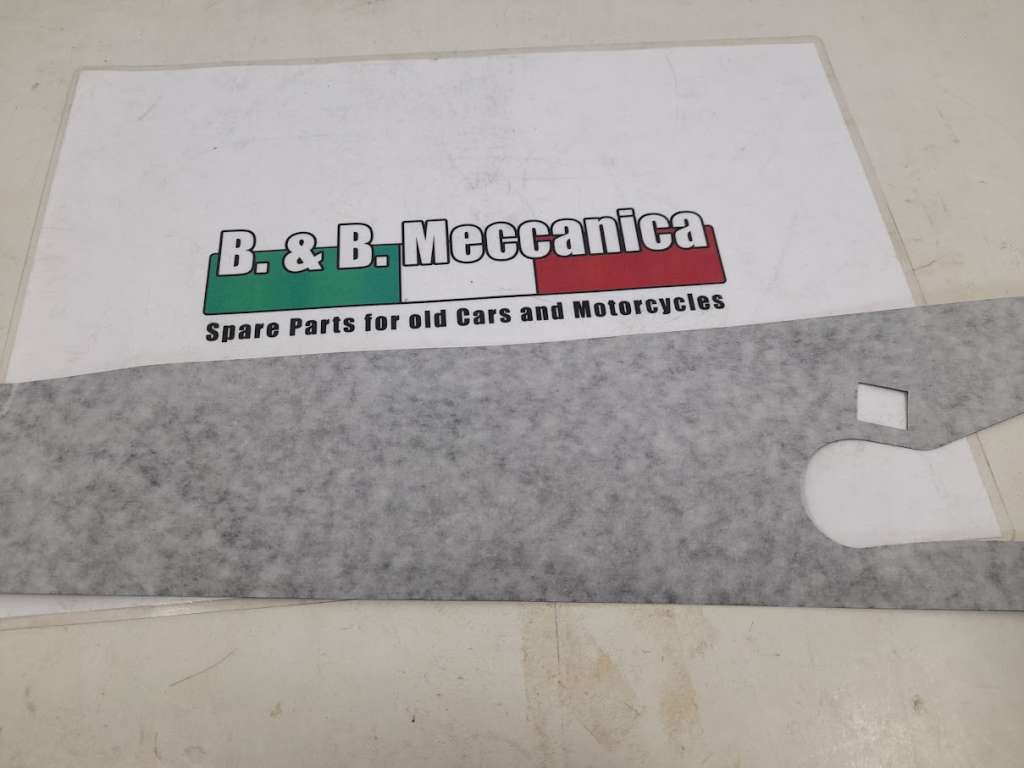 B. & B. Meccanica
Spare Parts for old Cars and Motorcycles